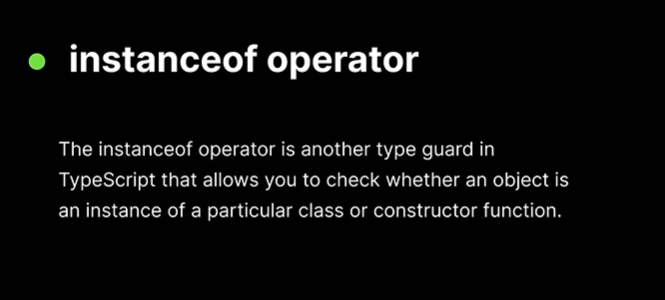 instanceof operator
The instanceof operator is another type guard in
TypeScript that allows you to check whether an object is
an instance of a particular class or constructor function.